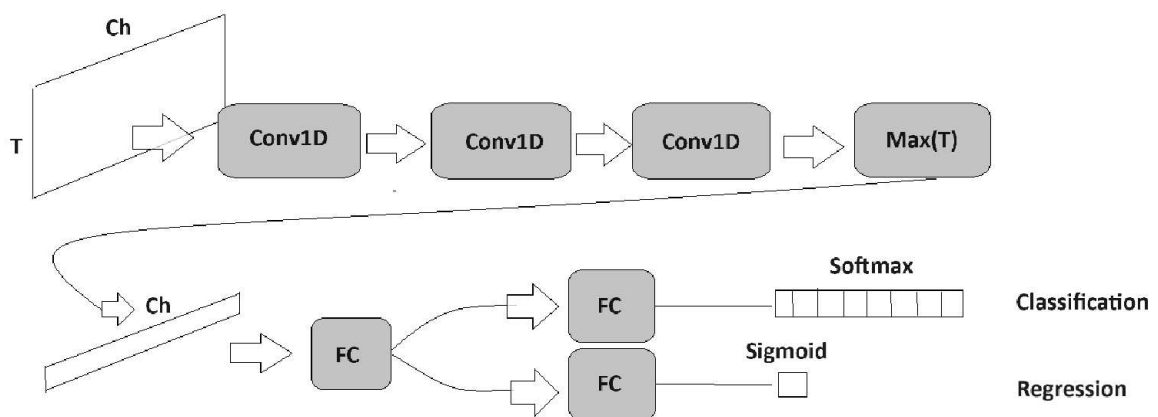 Ch
T
Conv1D
Conv1D
Conv1D
Max(T)
Ch
FC
FC
Softmax
Classification
FC
Sigmoid
Regression